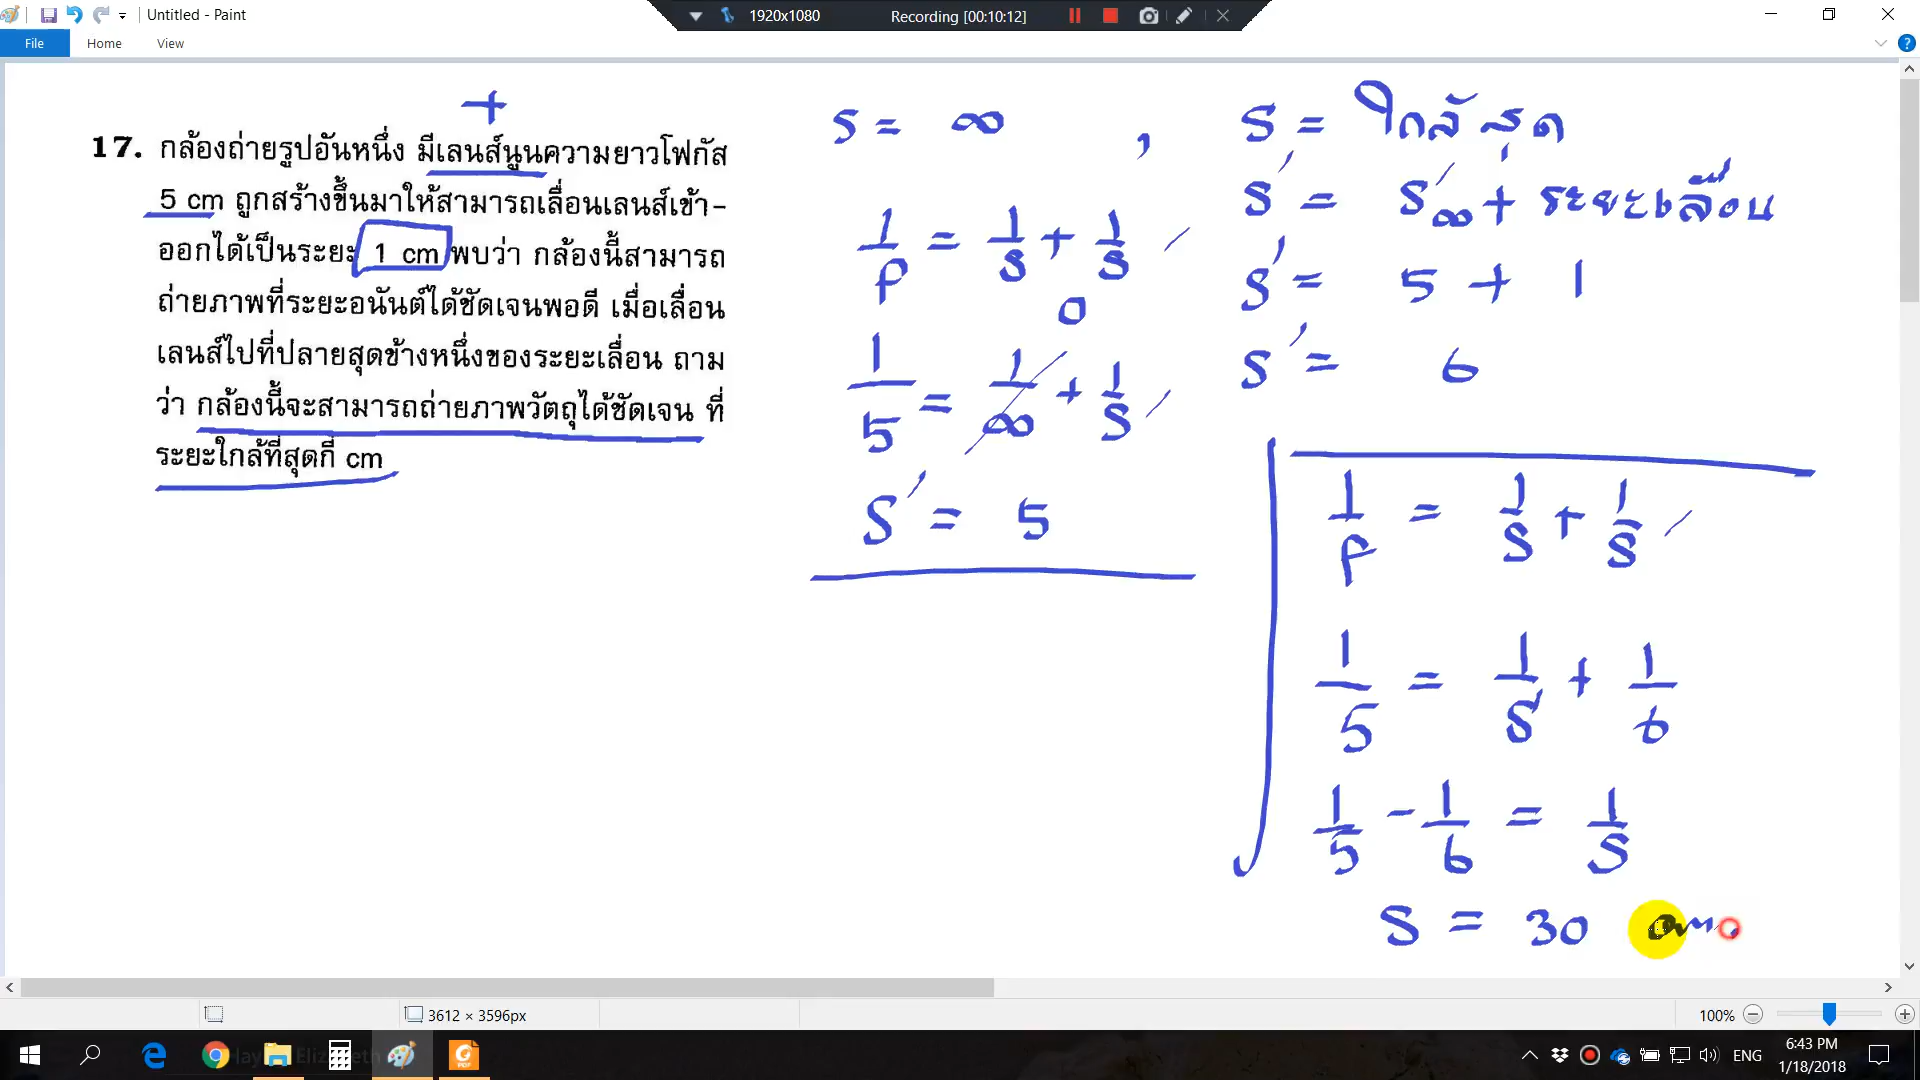 Untitled - Paint
1920x1080
Recording [00:10:12]
File
Home
View
+
17. กล้องถ่ายรูปอันหนึ่ง มีเลนส์นูนความยาวโฟกัส
5 cm ถูกสร้างขึ้นมาให้สามารถเลื่อนเลนส์เข้า-
ออกได้เป็นระยะ 1 cm พบว่า กล้องนี้สามารถ
ถ่ายภาพที่ระยะอนันต์ได้ชัดเจนพอดี เมื่อเลื่อน
เลนส์ไปที่ปลายสุดข้างหนึ่งของระยะเลื่อน ถาม
ว่า กล้องนี้จะสามารถถ่ายภาพวัตถุได้ชัดเจน ที่
ระยะใกล้ที่สุดกี่ cm
S = ∞ ,
1/f = 1/S + 1/S′
0
1/5 = 1/∞ + 1/S′
S′ = 5
S = ใกล้สุด
S′ = S′∞ + ระยะเลื่อน
S′ = 5 + 1
S′ = 6
1/f = 1/S + 1/S′
1/5 = 1/S + 1/6
1/5 - 1/6 = 1/S
S = 30
3612 × 3596px
100%
ENG
6:43 PM
1/18/2018